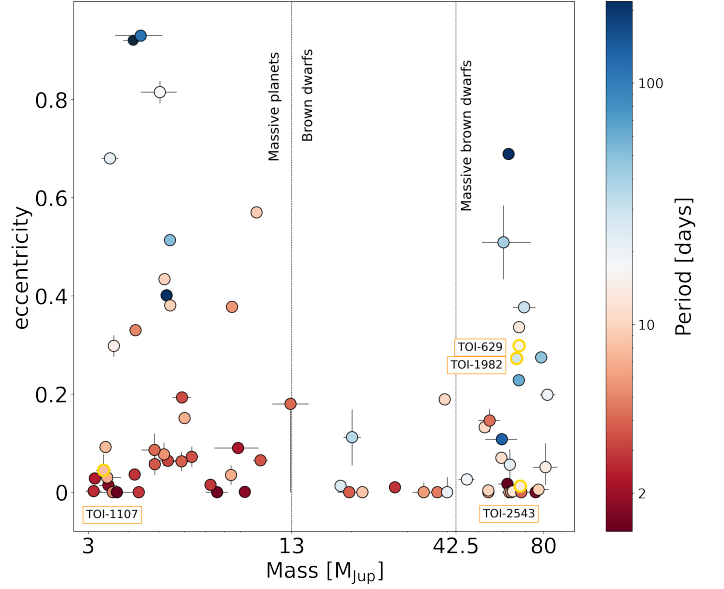 eccentricity
0.8
0.6
0.4
0.2
0
Massive planets
Brown dwarfs
Massive brown dwarfs
TOI-629
TOI-1982
TOI-1107
TOI-2543
3
13
42.5
80
Mass [M_Jup]
100
10
2
Period [days]